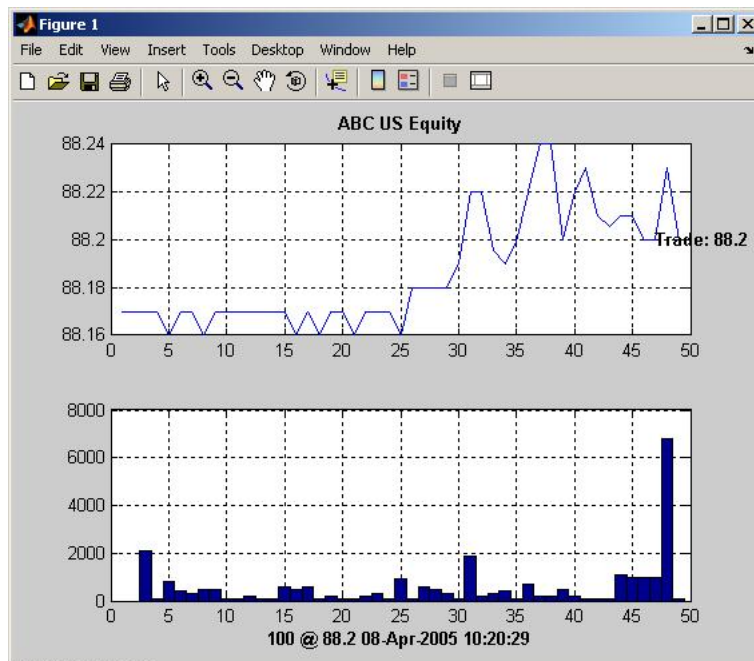 Figure 1
File Edit View Insert Tools Desktop Window Help
ABC US Equity
88.24
88.22
88.2
88.18
88.16
Trade: 88.2
0 5 10 15 20 25 30 35 40 45 50
8000
6000
4000
2000
0
0 5 10 15 20 25 30 35 40 45 50
100 @ 88.2 08-Apr-2005 10:20:29